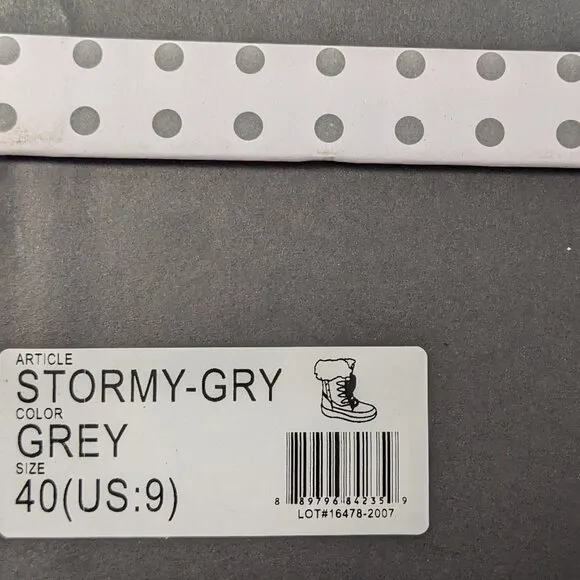 ARTICLE
STORMY-GRY
COLOR
GREY
SIZE
40(US:9)
8 89796 84235 9
LOT#16478-2007